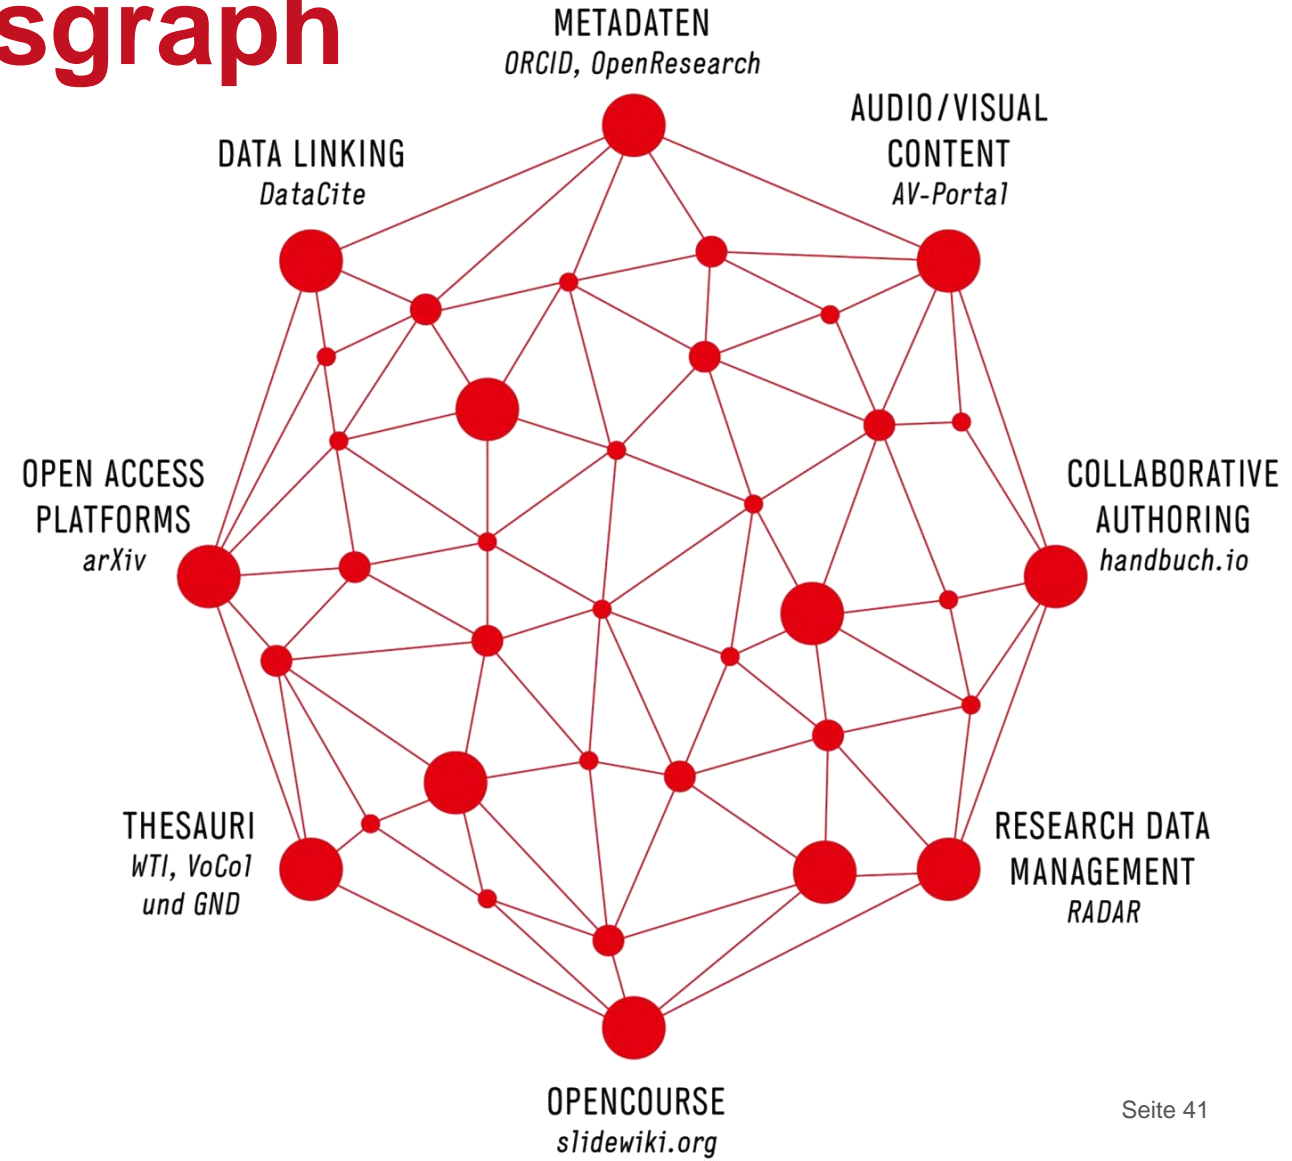 sgraph
METADATEN
ORCID, OpenResearch
AUDIO/VISUAL
CONTENT
AV-Portal
DATA LINKING
DataCite
OPEN ACCESS
PLATFORMS
arXiv
COLLABORATIVE
AUTHORING
handbuch.io
THESAURI
WTI, VoCol
und GND
RESEARCH DATA
MANAGEMENT
RADAR
OPENCOURSE
slidewiki.org
Seite 41